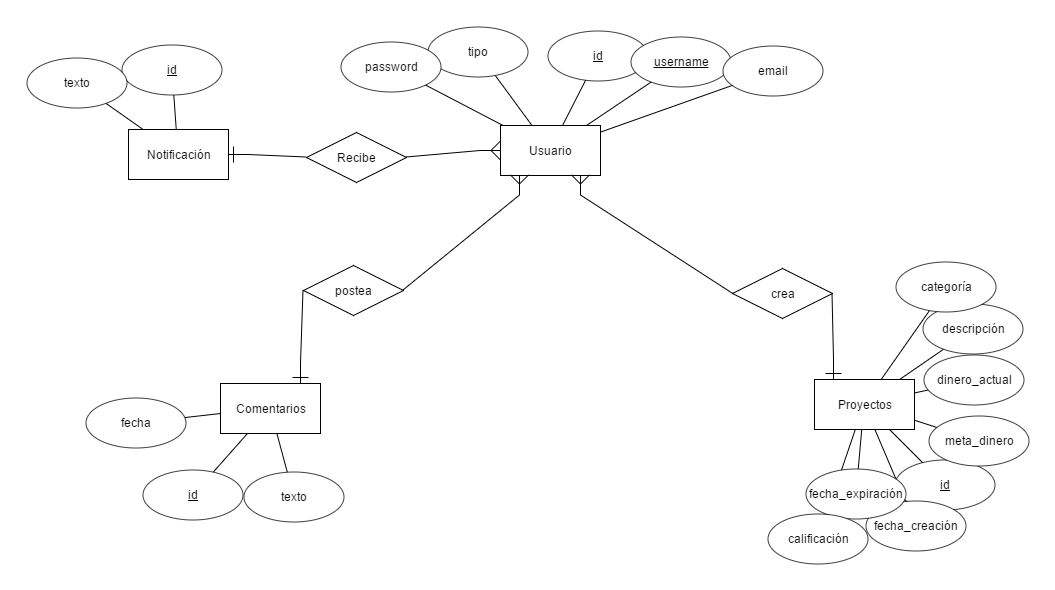 tipo
id
username
password
email
id
texto
Usuario
Notificación
Recibe
postea
crea
categoría
descripción
dinero_actual
Proyectos
Comentarios
fecha
meta_dinero
id
fecha_expiración
id
texto
fecha_creación
calificación